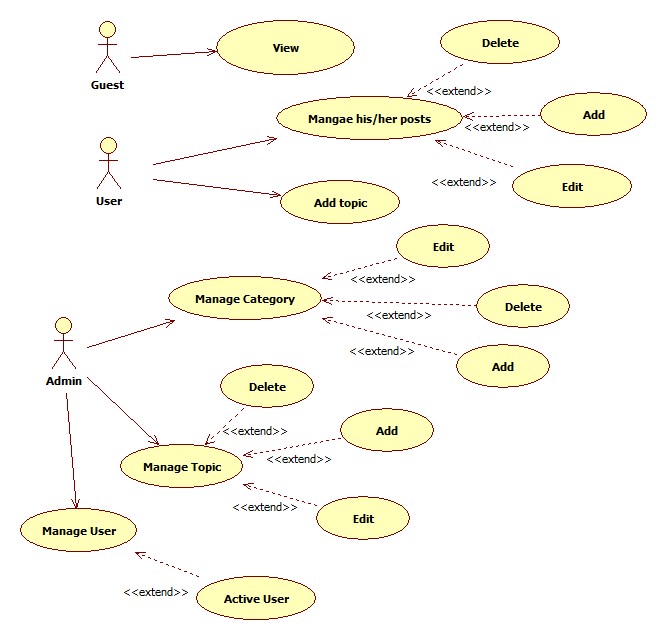 Guest
View
Delete
<<extend>>
Mangae his/her posts
Add
<<extend>>
User
<<extend>>
Edit
Add topic
Edit
<<extend>>
Manage Category
Delete
<<extend>>
<<extend>>
Add
Admin
Delete
<<extend>>
Add
<<extend>>
Manage Topic
<<extend>>
Edit
Manage User
<<extend>>
Active User